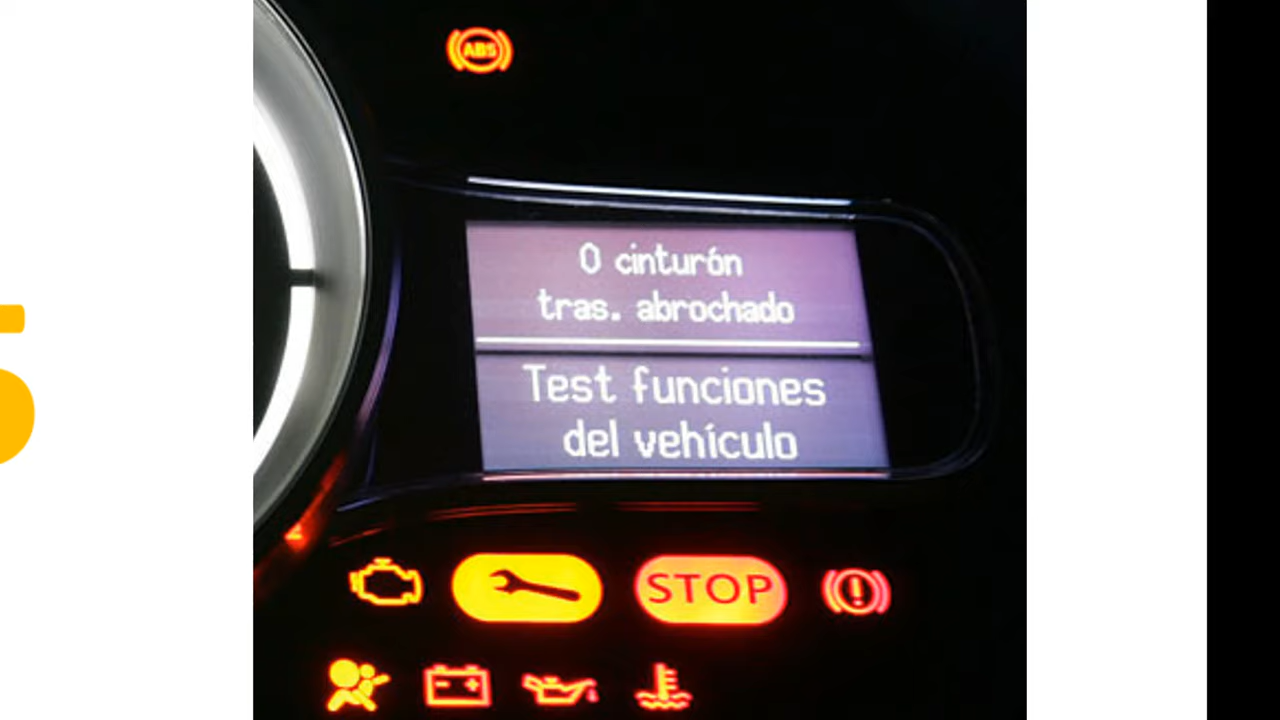 ABS
0 cinturón
tras. abrochado
Test funciones
del vehículo
STOP